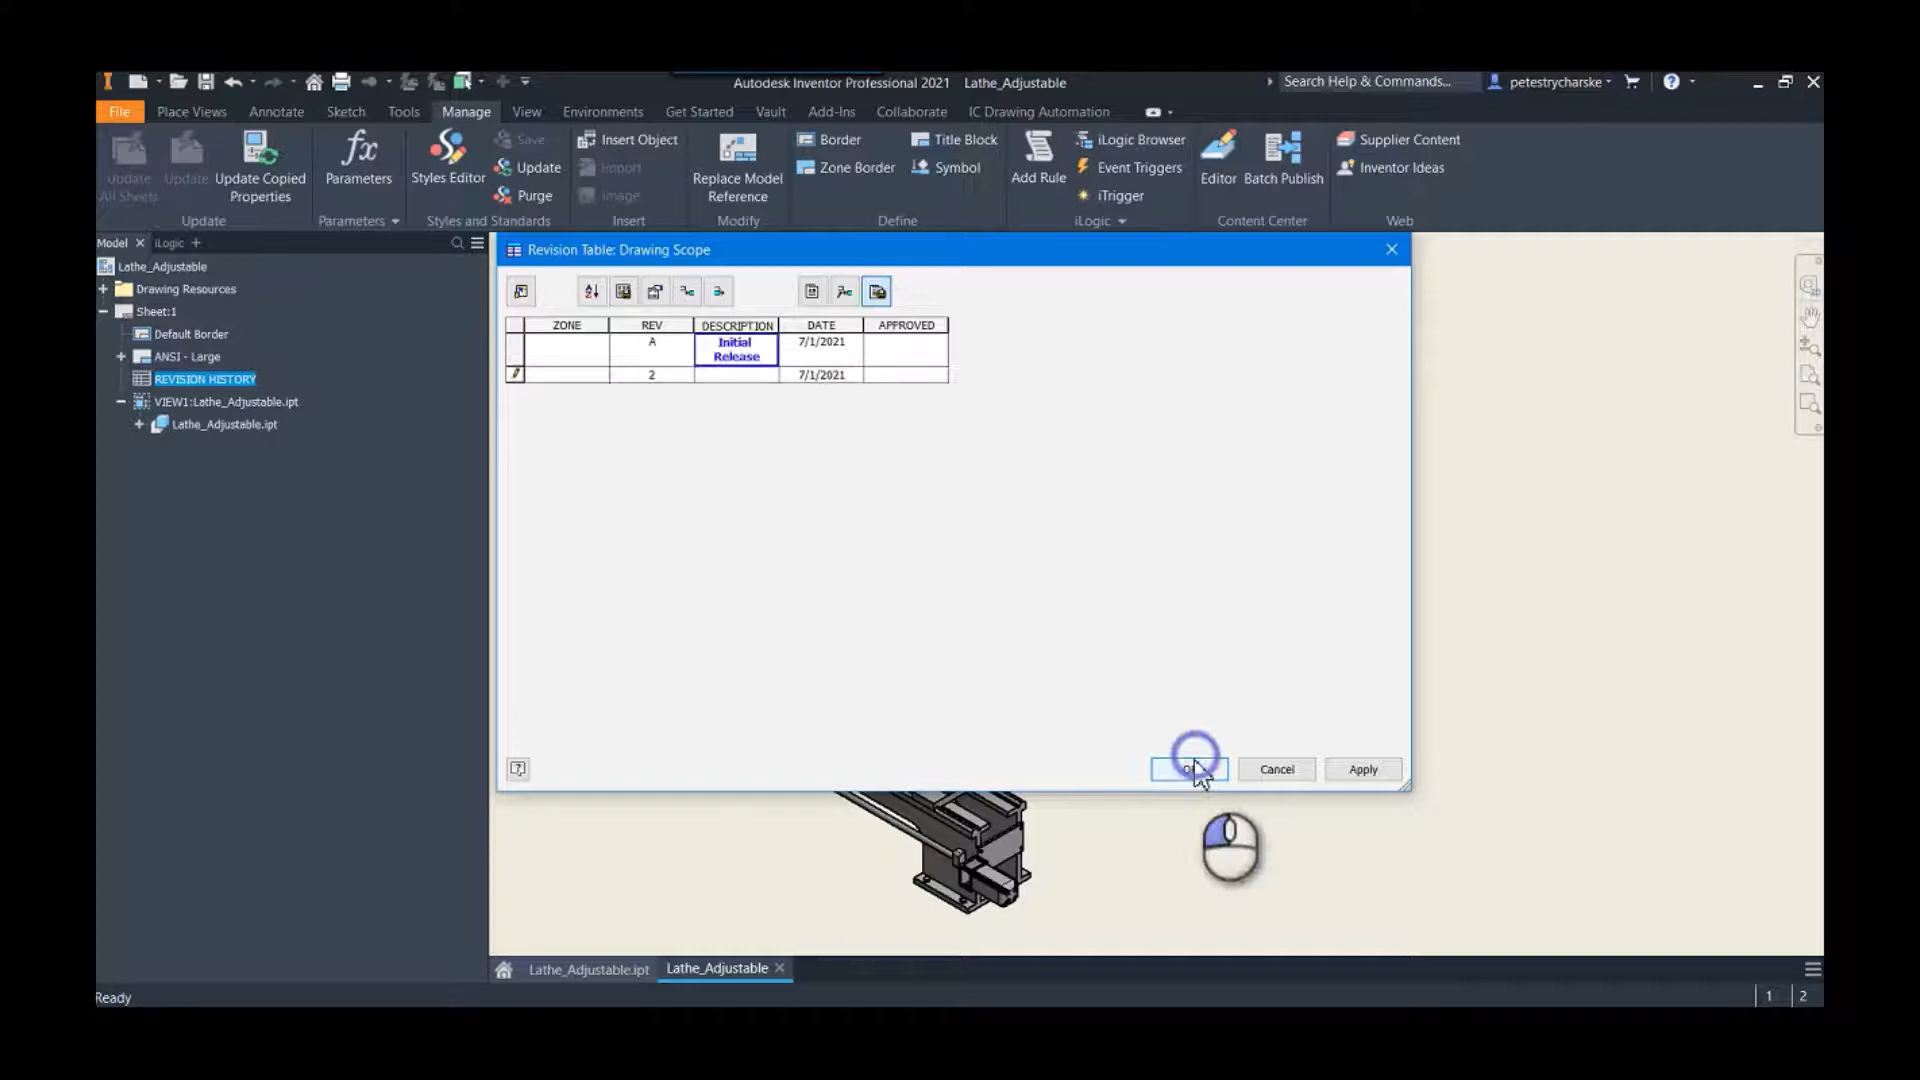 Autodesk Inventor Professional 2021 Lathe_Adjustable
Search Help & Commands...
petestrycharske
File Place Views Annotate Sketch Tools Manage View Environments Get Started Vault Add-Ins Collaborate IC Drawing Automation
Update All Sheets
Update
Update Copied Properties
Update
fx
Parameters
Parameters
Styles Editor
Save
Update
Purge
Styles and Standards
Insert Object
Import
Image
Insert
Replace Model Reference
Modify
Border
Zone Border
Title Block
Symbol
Define
Add Rule
iLogic Browser
Event Triggers
iTrigger
iLogic
Editor
Batch Publish
Content Center
Supplier Content
Inventor Ideas
Web
Model iLogic
Lathe_Adjustable
Drawing Resources
Sheet:1
Default Border
ANSI - Large
REVISION HISTORY
VIEW1:Lathe_Adjustable.ipt
Lathe_Adjustable.ipt
Revision Table: Drawing Scope
ZONE REV DESCRIPTION DATE APPROVED
A Initial Release 7/1/2021
2 7/1/2021
Cancel Apply
Lathe_Adjustable.ipt Lathe_Adjustable
Ready
1 2